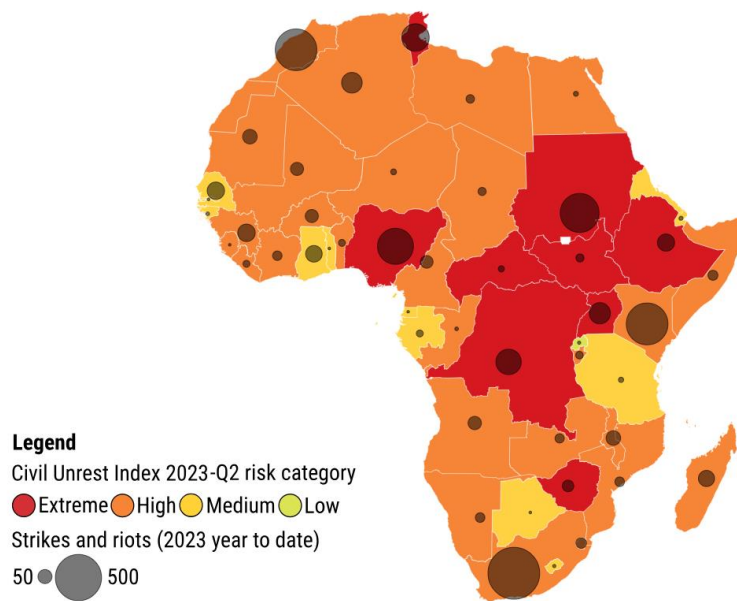 Legend
Civil Unrest Index 2023-Q2 risk category
Extreme High Medium Low
Strikes and riots (2023 year to date)
50 500